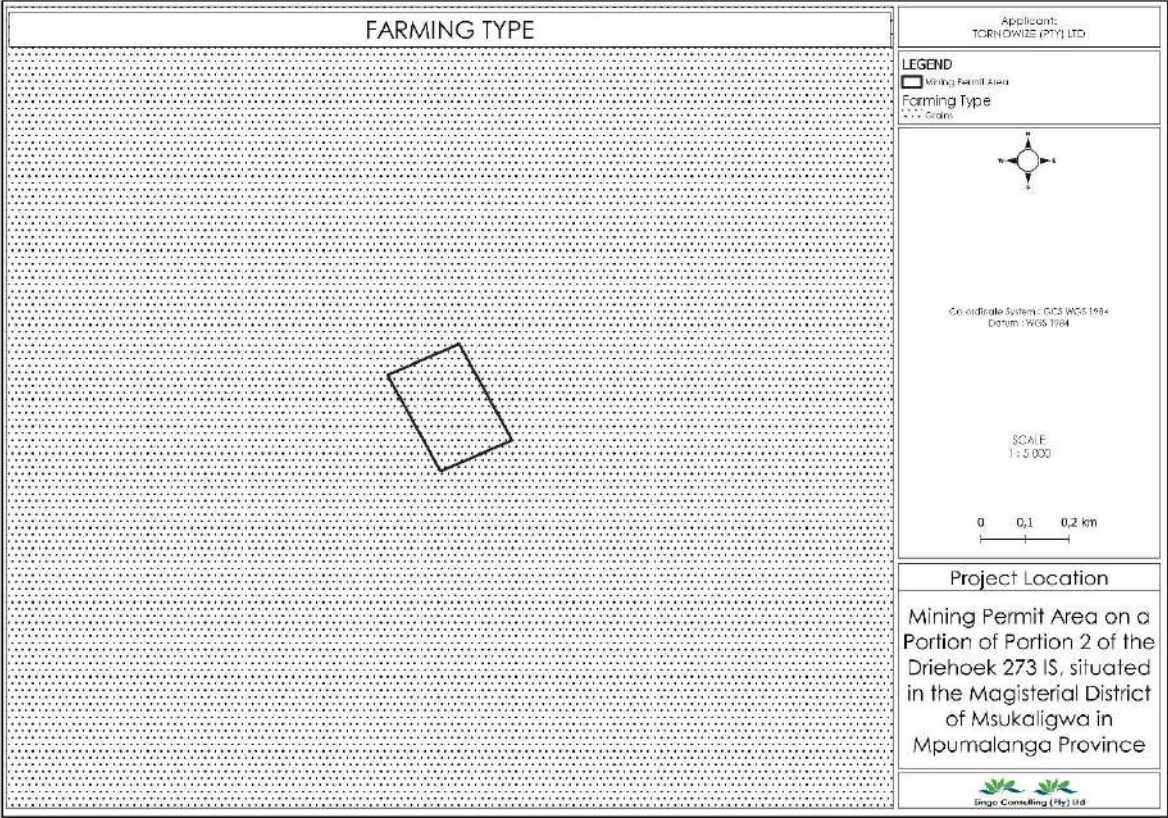 FARMING TYPE
Applicant:
TORNOWIZE (PTY) LTD
LEGEND
Mining Permit Area
Farming Type
Grains
N
W
E
S
Co-ordinate System : GCS WGS 1984
Datum : WGS 1984
SCALE
1 : 5 000
0 0,1 0,2 km
Project Location
Mining Permit Area on a
Portion of Portion 2 of the
Driehoek 273 IS, situated
in the Magisterial District
of Msukaligwa in
Mpumalanga Province
Singo Consulting (Pty) Ltd